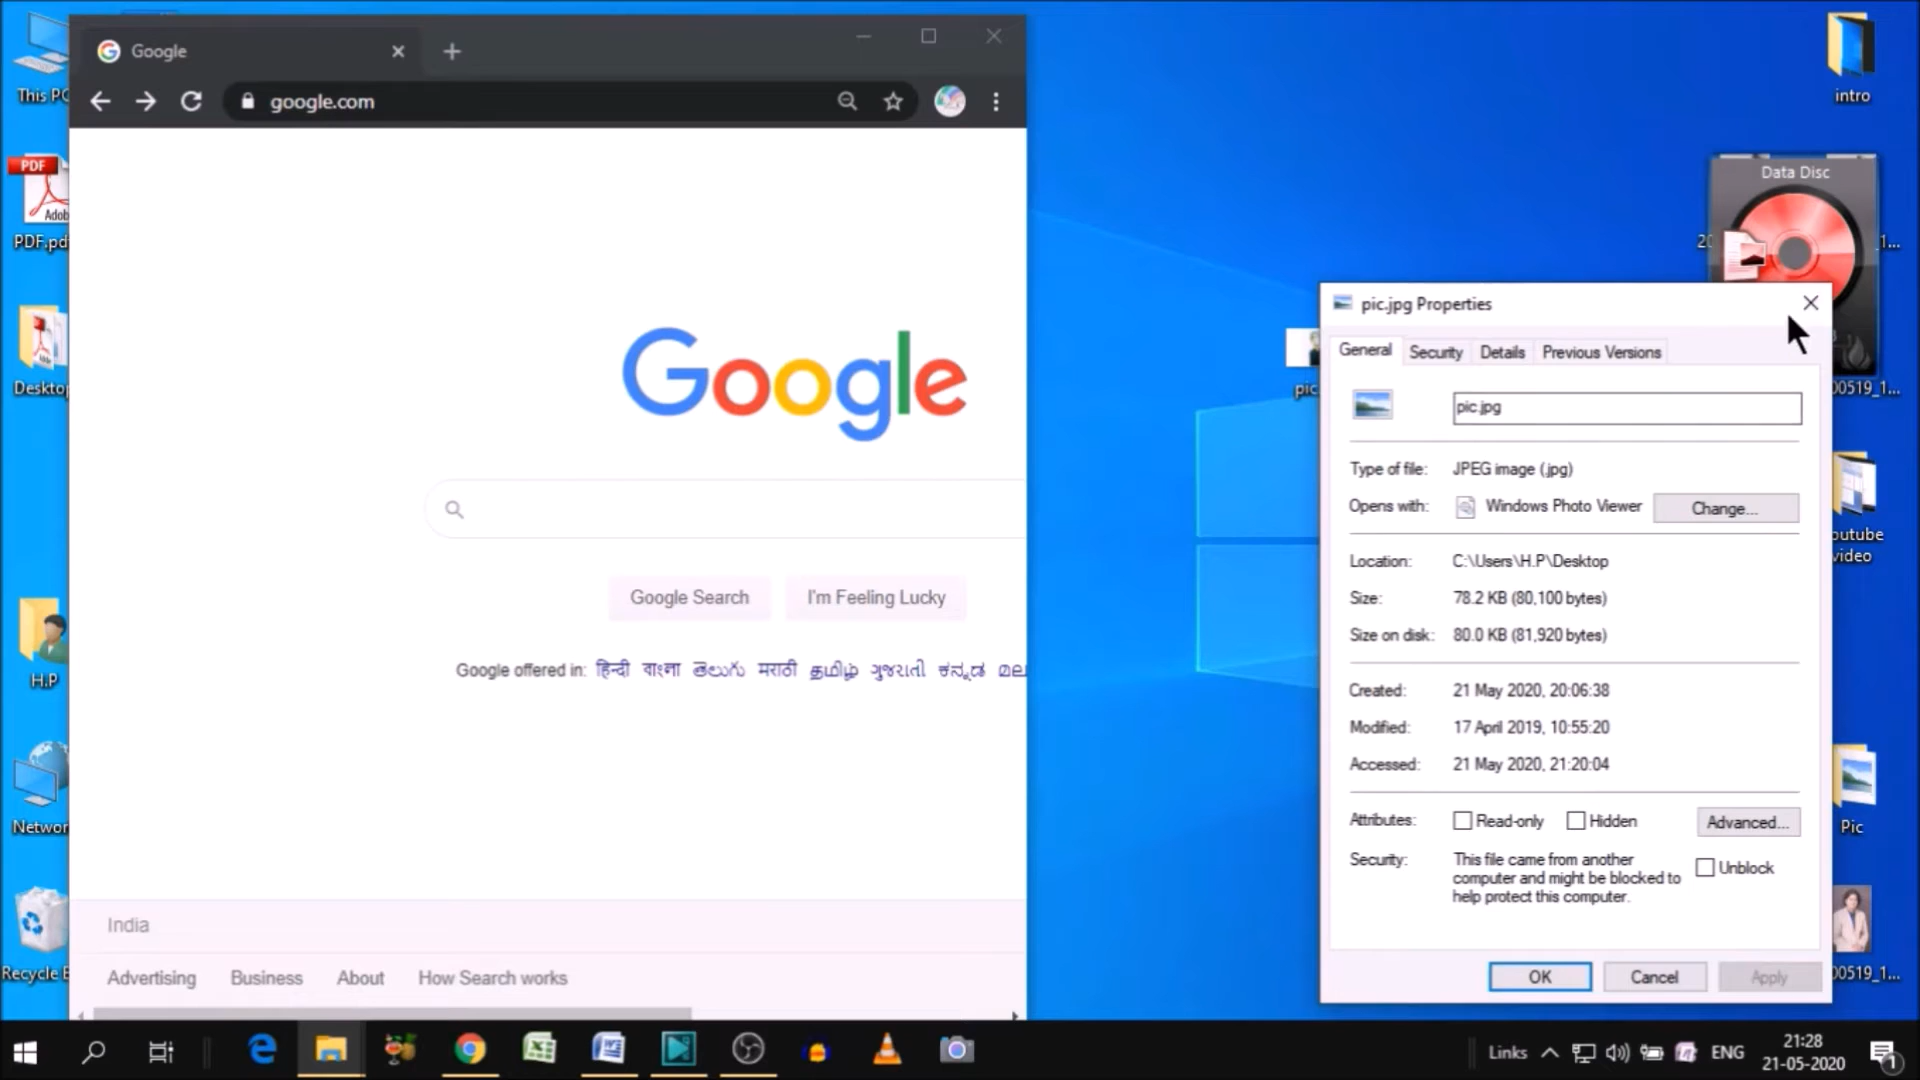 This PC
PDF
Adob
PDF.pd
Desktop
H.P
Networ
Recycle B
Google
google.com
Google
Google Search
I'm Feeling Lucky
Google offered in: हिन्दी বাংলা తెలుగు मराठी தமிழ் ગુજરાતી ಕನ್ನಡ
India
Advertising Business About How Search works
intro
Data Disc
00519_1...
outube
video
Pic
00519_1...
pic
pic.jpg Properties
General Security Details Previous Versions
pic.jpg
Type of file: JPEG image (.jpg)
Opens with: Windows Photo Viewer Change...
Location: C:\Users\H.P\Desktop
Size: 78.2 KB (80,100 bytes)
Size on disk: 80.0 KB (81,920 bytes)
Created: 21 May 2020, 20:06:38
Modified: 17 April 2019, 10:55:20
Accessed: 21 May 2020, 21:20:04
Attributes: Read-only Hidden Advanced...
Security: This file came from another
computer and might be blocked to
help protect this computer.
Unblock
OK Cancel Apply
Links ENG
21:28
21-05-2020
1